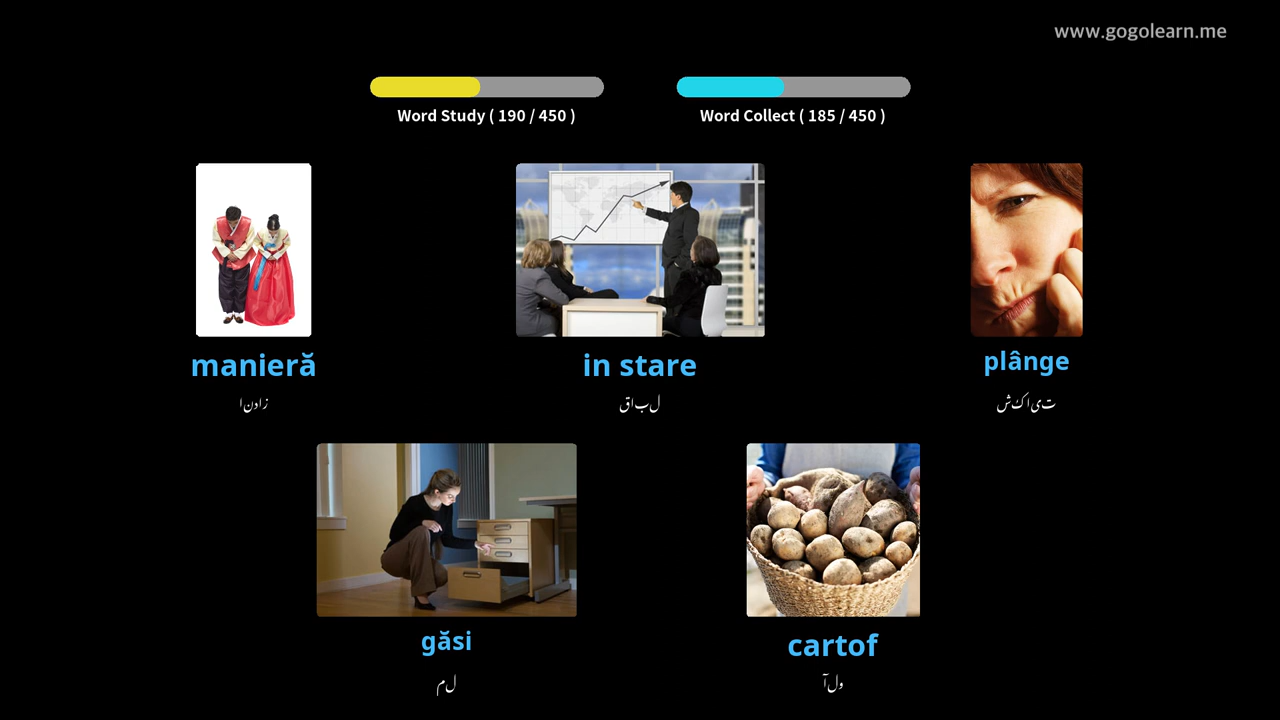 www.gogolearn.me
Word Study ( 190 / 450 )
Word Collect ( 185 / 450 )
manieră
زادنا
in stare
لباق
plânge
تیاکش
găsi
لم
cartof
ولآ